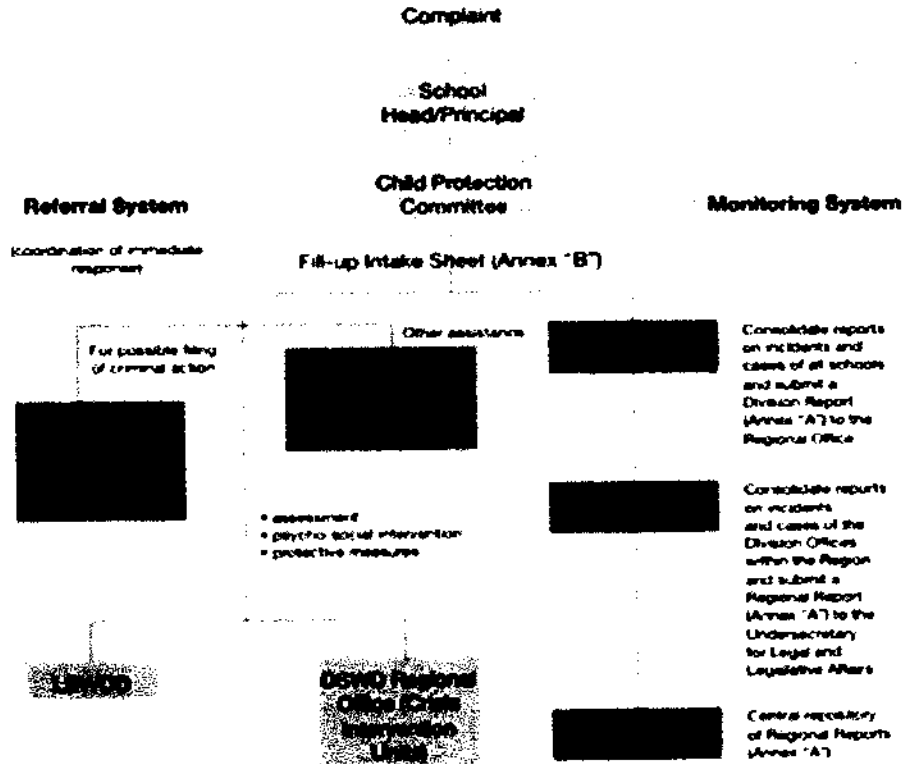 Complaint
School
Head/Principal
Child Protection
Committee
Referral System
(coordination of immediate
response)
Monitoring System
Fill-up Intake Sheet (Annex "B")
For possible filing
of criminal action
Other assistance
• assessment
• psycho social intervention
• protective measures
LSWDO
DSWD Regional
Office (Crisis
Intervention
Units)
Consolidate reports
on incidents and
cases of all schools
and submit a
Division Report
(Annex "A") to the
Regional Office
Consolidate reports
on incidents
and cases of the
Division Offices
within the Region
and submit a
Regional Report
(Annex "A") to the
Undersecretary
for Legal and
Legislative Affairs
Central repository
of Regional Reports
(Annex "A")